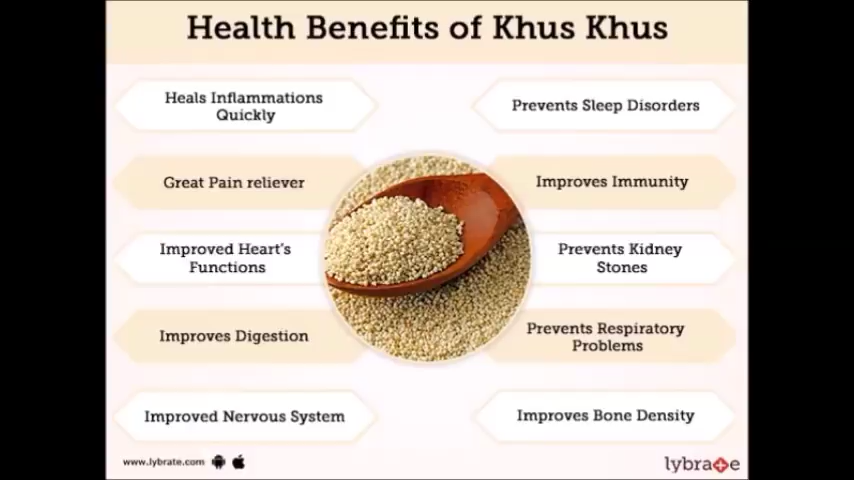 Health Benefits of Khus Khus
Heals Inflammations
Quickly
Great Pain reliever
Improved Heart's
Functions
Improves Digestion
Improved Nervous System
Prevents Sleep Disorders
Improves Immunity
Prevents Kidney
Stones
Prevents Respiratory
Problems
Improves Bone Density
www.lybrate.com
lybrate